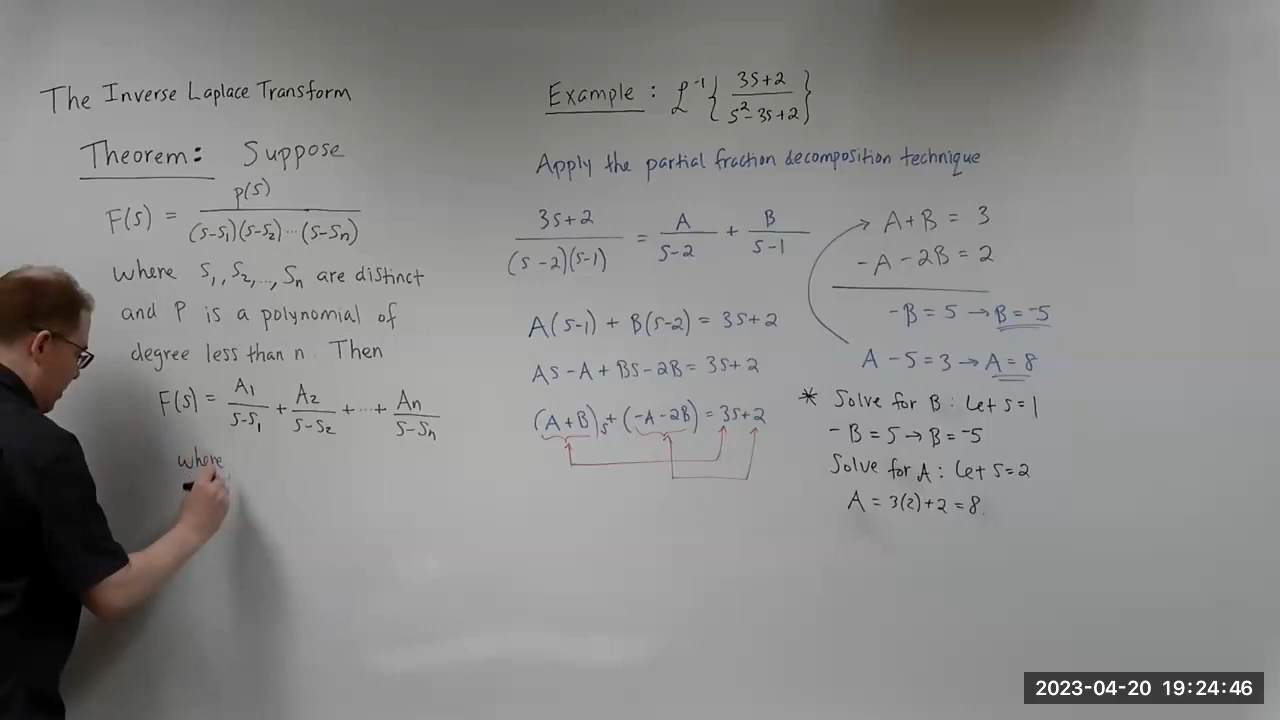 The Inverse Laplace Transform
Theorem: Suppose
F(s) = p(s) / (s-s₁)(s-s₂)⋯(s-sₙ)
where s₁, s₂,..., sₙ are distinct
and P is a polynomial of
degree less than n. Then
F(s) = A₁/(s-s₁) + A₂/(s-s₂) + ⋯ + Aₙ/(s-sₙ)
where
Example: ℒ⁻¹{ (3s+2)/(s²-3s+2) }
Apply the partial fraction decomposition technique
(3s+2)/((s-2)(s-1)) = A/(s-2) + B/(s-1)
A(s-1) + B(s-2) = 3s+2
As - A + Bs - 2B = 3s+2
(A+B)s + (-A-2B) = 3s+2
A+B = 3
-A-2B = 2
-B = 5 → B = -5
A - 5 = 3 → A = 8
* Solve for B: Let s=1
-B = 5 → B = -5
Solve for A: Let s=2
A = 3(2)+2 = 8
2023-04-20 19:24:46